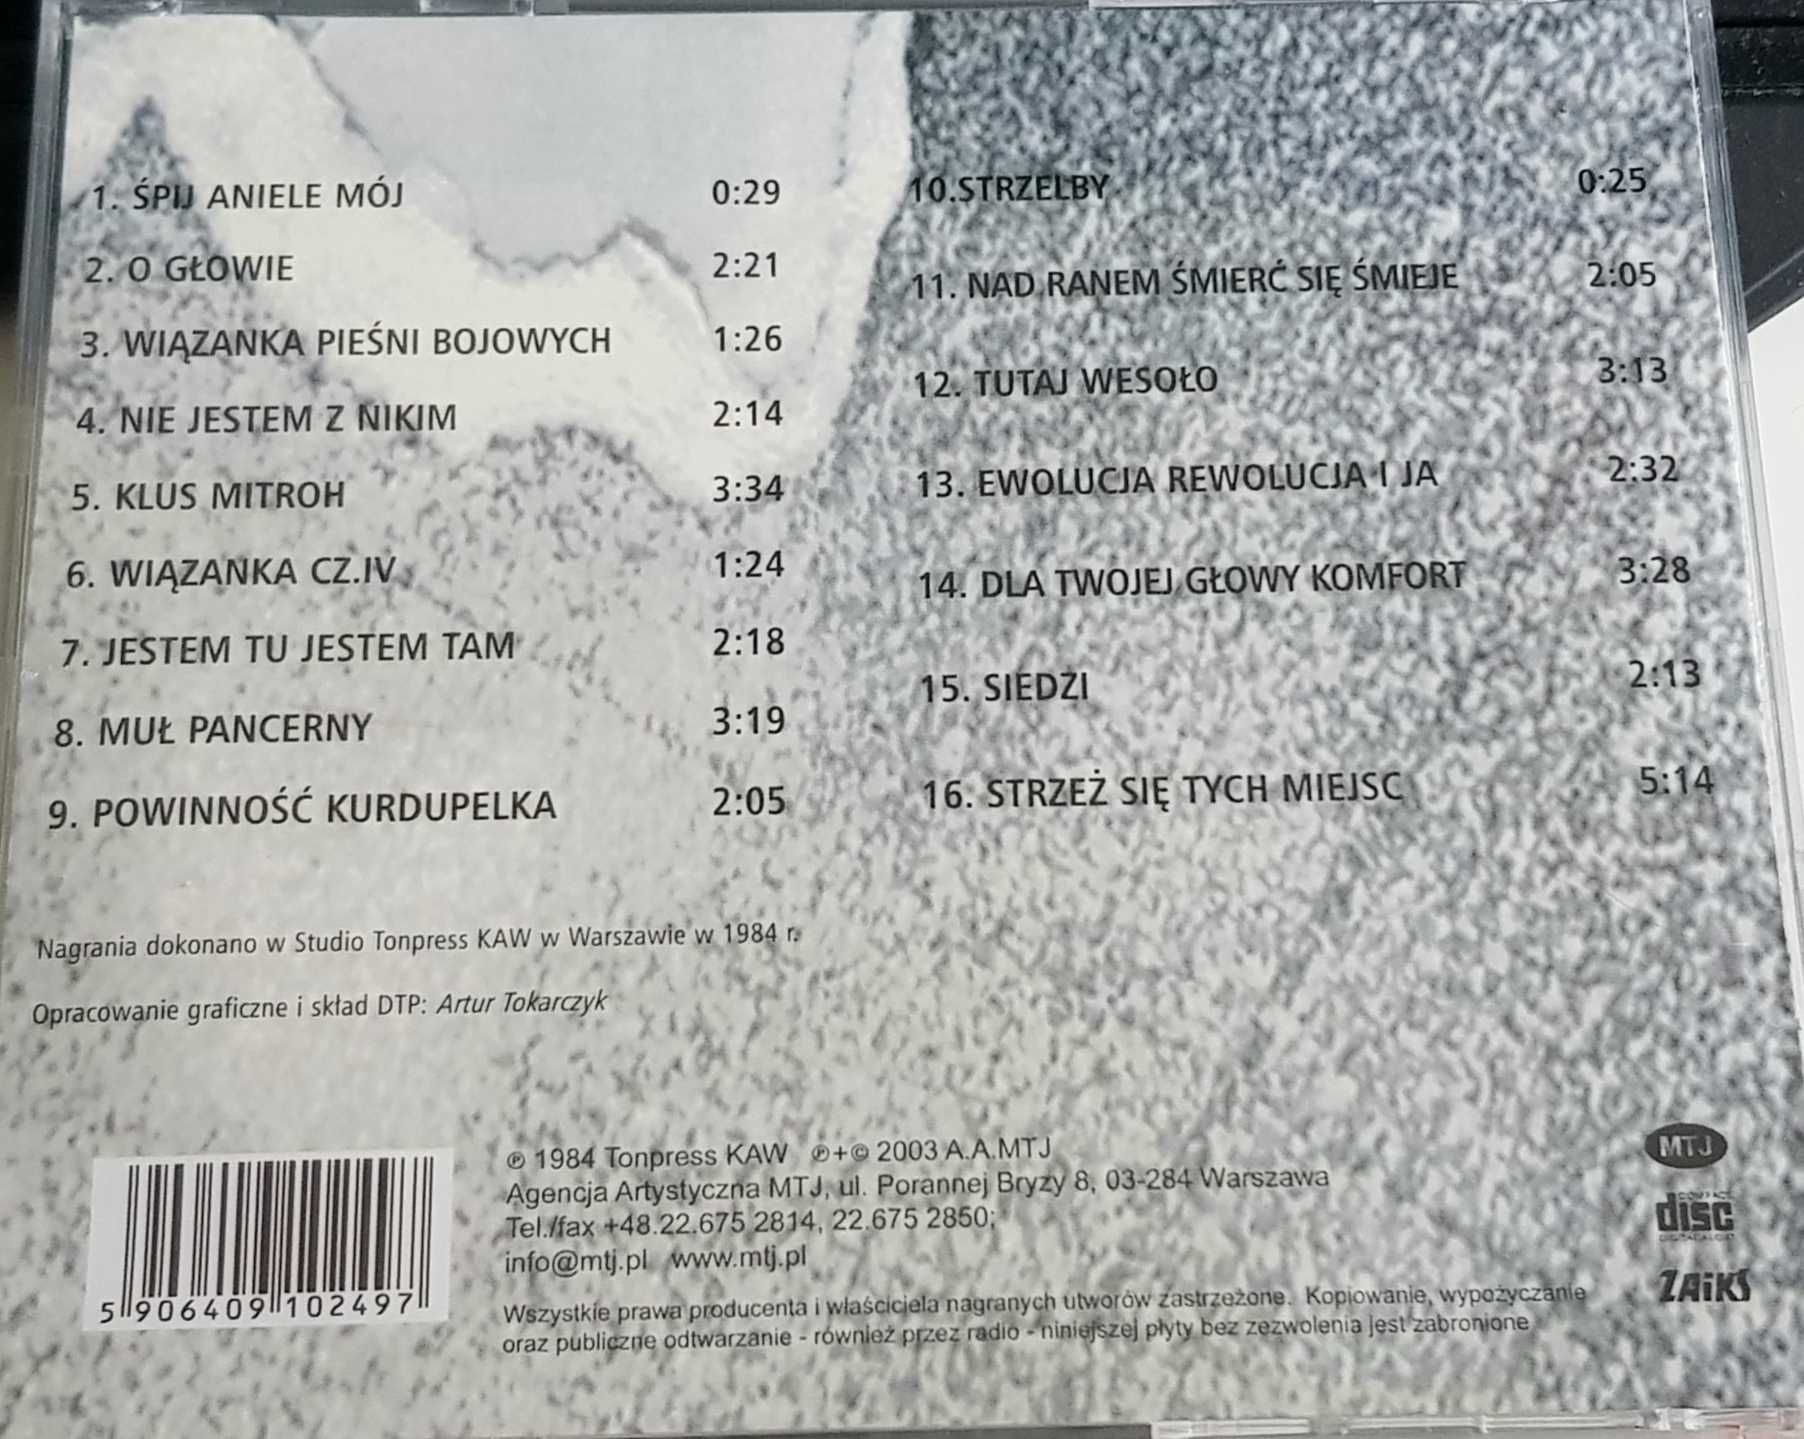 1. ŚPIJ ANIELE MÓJ 0:29
2. O GŁOWIE 2:21
3. WIĄZANKA PIEŚNI BOJOWYCH 1:26
4. NIE JESTEM Z NIKIM 2:14
5. KLUS MITROH 3:34
6. WIĄZANKA CZ.IV 1:24
7. JESTEM TU JESTEM TAM 2:18
8. MUŁ PANCERNY 3:19
9. POWINNOŚĆ KURDUPELKA 2:05
10.STRZELBY 0:25
11. NAD RANEM ŚMIERĆ SIĘ ŚMIEJE 2:05
12. TUTAJ WESOŁO 3:13
13. EWOLUCJA REWOLUCJA I JA 2:32
14. DLA TWOJEJ GŁOWY KOMFORT 3:28
15. SIEDZI 2:13
16. STRZEŻ SIĘ TYCH MIEJSC 5:14
Nagrania dokonano w Studio Tonpress KAW w Warszawie w 1984 r.
Opracowanie graficzne i skład DTP: Artur Tokarczyk
℗ 1984 Tonpress KAW ℗+© 2003 A.A.MTJ
Agencja Artystyczna MTJ, ul. Porannej Bryzy 8, 03-284 Warszawa
Tel./fax +48.22.675 2814, 22.675 2850;
info@mtj.pl www.mtj.pl
Wszystkie prawa producenta i właściciela nagranych utworów zastrzeżone. Kopiowanie, wypożyczanie
oraz publiczne odtwarzanie - również przez radio - niniejszej płyty bez zezwolenia jest zabronione
5 906409 102497
MTJ
COMPACT
disc
DIGITAL AUDIO
ZAiKS